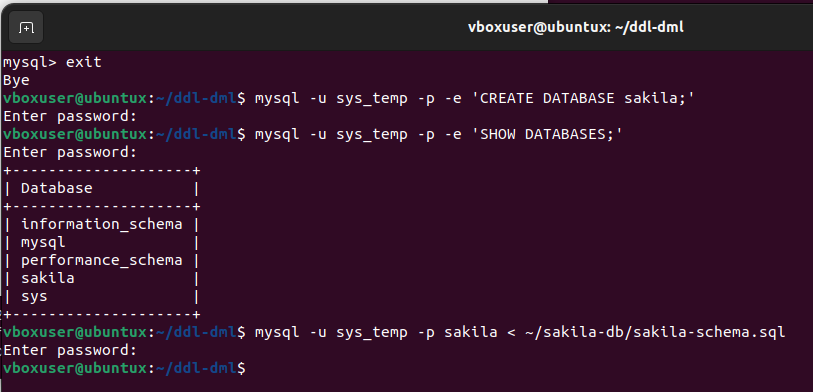 vboxuser@ubuntux: ~/ddl-dml
mysql> exit
Bye
vboxuser@ubuntux:~/ddl-dml$ mysql -u sys_temp -p -e 'CREATE DATABASE sakila;'
Enter password:
vboxuser@ubuntux:~/ddl-dml$ mysql -u sys_temp -p -e 'SHOW DATABASES;'
Enter password:
+--------------------+
| Database           |
+--------------------+
| information_schema |
| mysql              |
| performance_schema |
| sakila             |
| sys                |
+--------------------+
vboxuser@ubuntux:~/ddl-dml$ mysql -u sys_temp -p sakila < ~/sakila-db/sakila-schema.sql
Enter password:
vboxuser@ubuntux:~/ddl-dml$